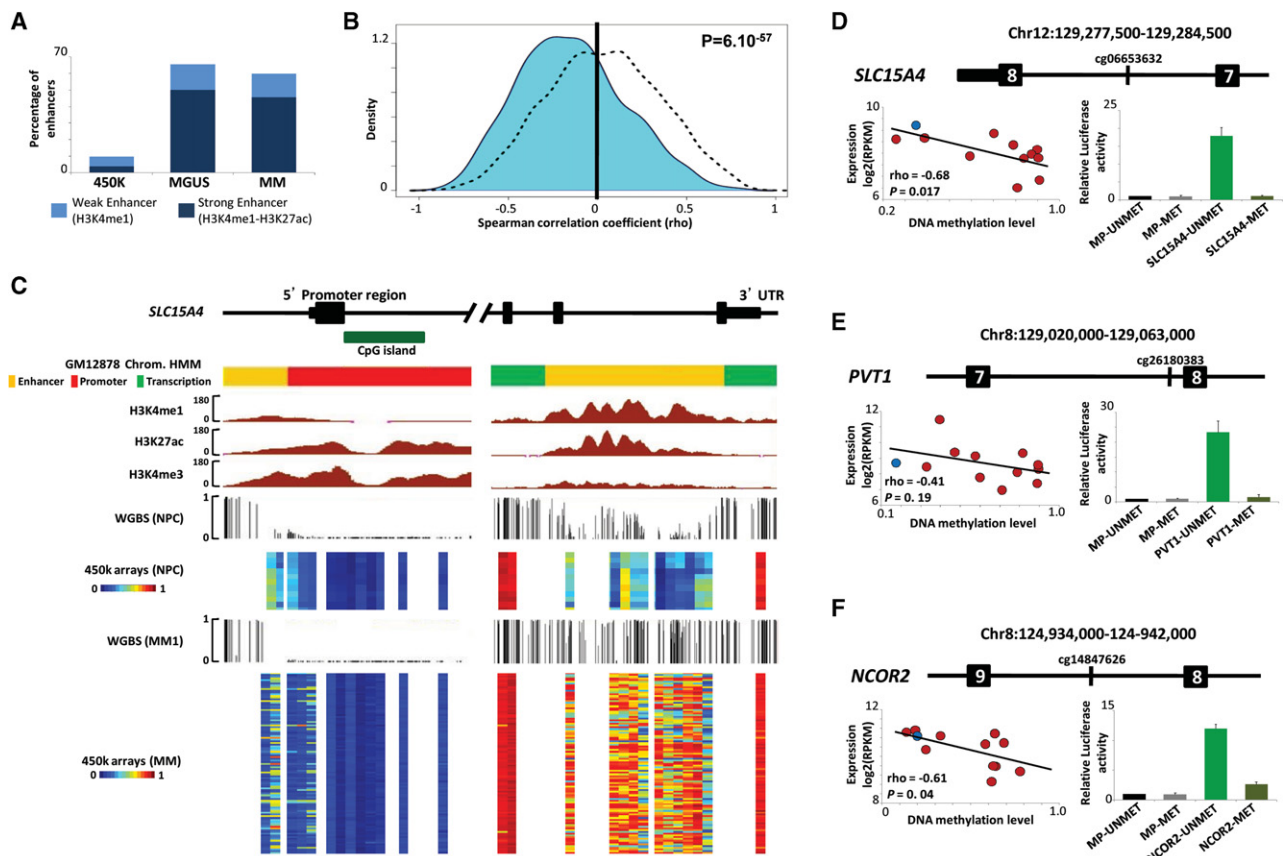 A
70
Percentage of
enhancers
0
450K MGUS MM
Weak Enhancer
(H3K4me1)
Strong Enhancer
(H3K4me1-H3K27ac)
B
P=6.10-57
1.2
Density
0
-1 -0.5 0 0.5 1
Spearman correlation coefficient (rho)
C
5' Promoter region
3' UTR
SLC15A4
CpG island
GM12878 Chrom. HMM
Enhancer Promoter Transcription
180
H3K4me1
0
180
H3K27ac
0
180
H3K4me3
0
1
WGBS (NPC)
0
450k arrays (NPC)
0 1
1
WGBS (MM1)
0
450k arrays (MM)
0 1
D
Chr12:129,277,500-129,284,500
cg06653632
SLC15A4
8 7
10
Expression
log2(RPKM)
6
rho = -0.68
P = 0.017
0.2 1.0
DNA methylation level
25
Relative Luciferase
activity
0
MP-UNMET
MP-MET
SLC15A4-UNMET
SLC15A4-MET
E
Chr8:129,020,000-129,063,000
cg26180383
PVT1
7 8
12
Expression
log2(RPKM)
6
rho = -0.41
P = 0. 19
0.1 1.0
DNA methylation level
30
Relative Luciferase
activity
0
MP-UNMET
MP-MET
PVT1-UNMET
PVT1-MET
F
Chr8:124,934,000-124-942,000
cg14847626
NCOR2
9 8
12
Expression
log2(RPKM)
8
rho = -0.61
P = 0. 04
0 1.0
DNA methylation level
15
Relative Luciferase
activity
0
MP-UNMET
MP-MET
NCOR2-UNMET
NCOR2-MET